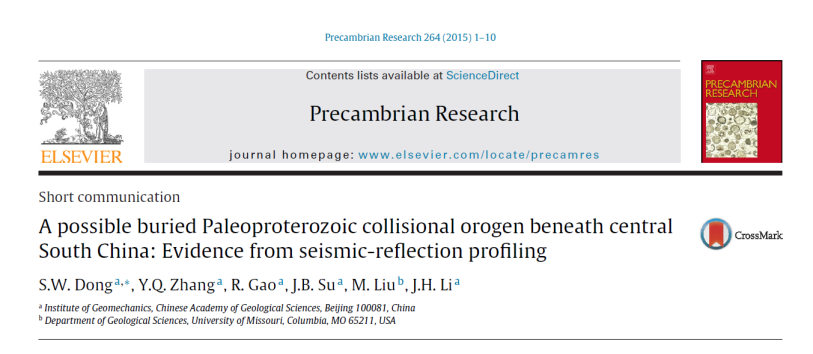 Precambrian Research 264 (2015) 1–10
Contents lists available at ScienceDirect
Precambrian Research
journal homepage: www.elsevier.com/locate/precamres
ELSEVIER
PRECAMBRIAN
RESEARCH
Short communication
A possible buried Paleoproterozoic collisional orogen beneath central
South China: Evidence from seismic-reflection profiling
CrossMark
S.W. Dong a,*, Y.Q. Zhang a, R. Gao a, J.B. Su a, M. Liu b, J.H. Li a
a Institute of Geomechanics, Chinese Academy of Geological Sciences, Beijing 100081, China
b Department of Geological Sciences, University of Missouri, Columbia, MO 65211, USA